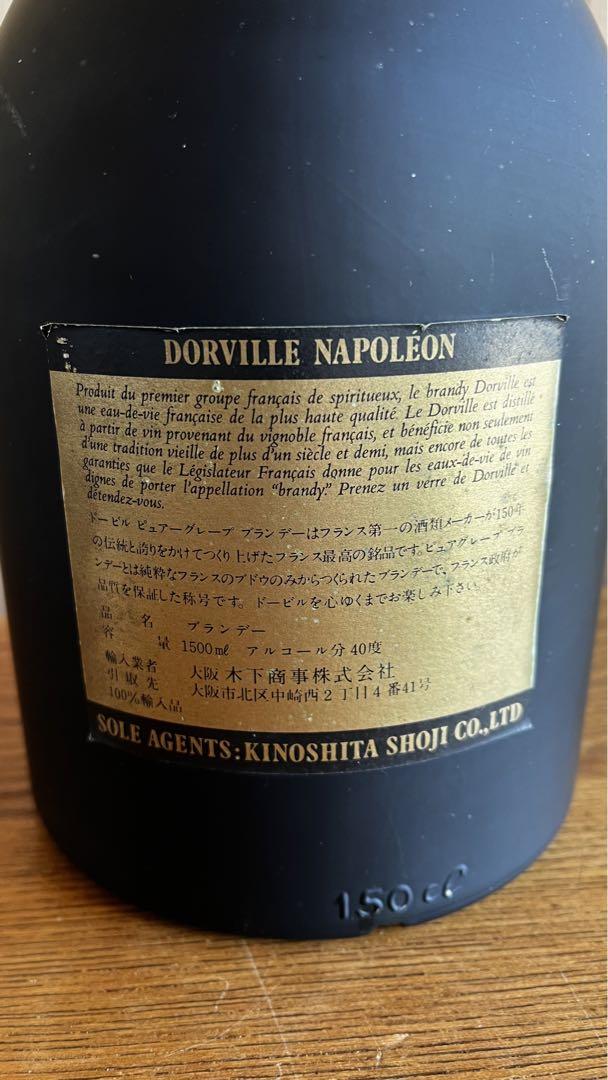 DORVILLE NAPOLÉON
Produit du premier groupe français de spiritueux, le brandy Dorville est
une eau-de-vie française de la plus haute qualité. Le Dorville est distillé
à partir de vin provenant du vignoble français, et bénéficie non seulement
d'une tradition vieille de plus d'un siècle et demi, mais encore de toutes les
garanties que le Législateur Français donne pour les eaux-de-vie de vin
dignes de porter l'appellation "brandy." Prenez un verre de Dorville et
détendez-vous.
ドービル ピュアーグレープ ブランデーはフランス第一の酒類メーカーが150年
の伝統と誇りをかけてつくり上げたフランス最高の銘品です。ピュアーグレープ ブラ
ンデーとは純粋なフランスのブドウのみからつくられたブランデーで、フランス政府が
品質を保証した称号です。ドービルを心ゆくまでお楽しみ下さい。
品名 ブランデー
容量 1500ml アルコール分40度
輸入業者 大阪 木下商事株式会社
引取先 大阪市北区中崎西2丁目4番41号
100%輸入品
SOLE AGENTS:KINOSHITA SHOJI CO.,LTD
150cl